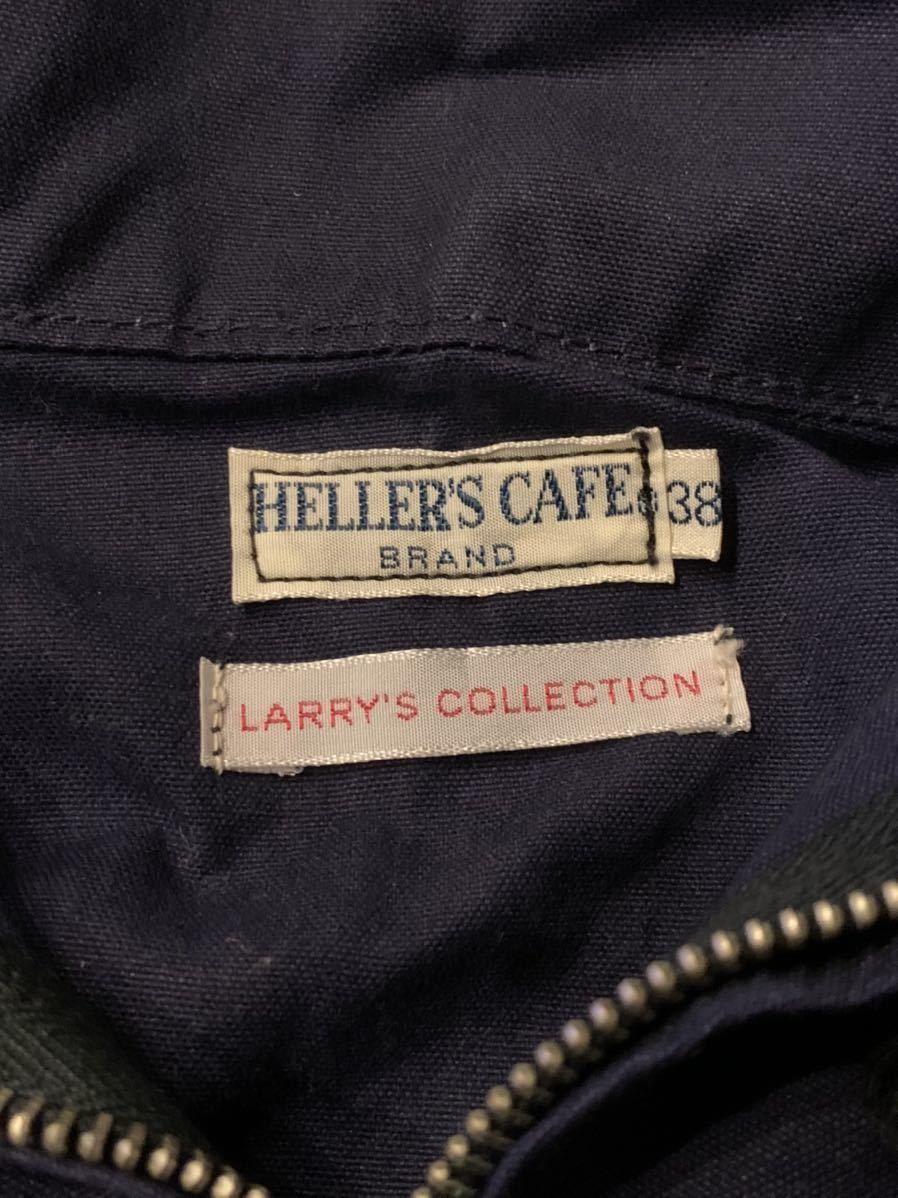 HELLER'S CAFE
BRAND
38
LARRY'S COLLECTION